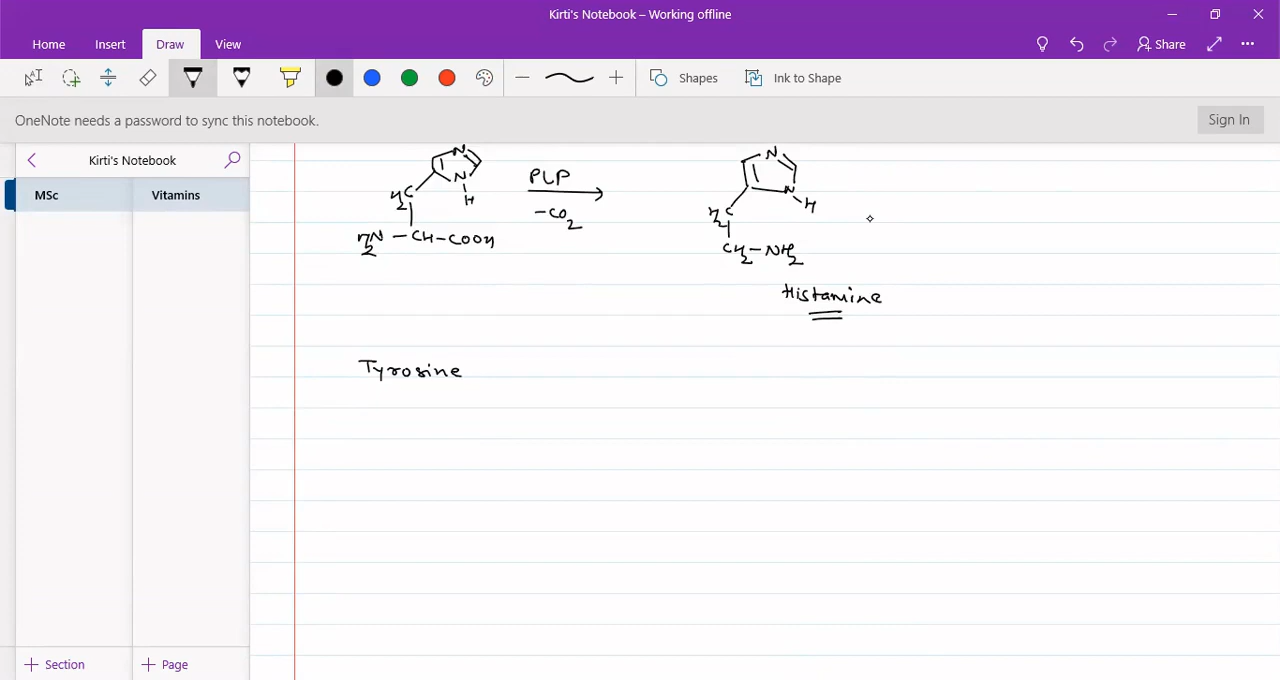 Kirti's Notebook – Working offline
Home Insert Draw View Share
Shapes Ink to Shape
OneNote needs a password to sync this notebook. Sign In
Kirti's Notebook
MSc Vitamins
N
N
H
H2C
H2N – CH – COOH
PLP
-CO2
N
N
H
H2C
CH2 – NH2
Histamine
Tyrosine
Section Page